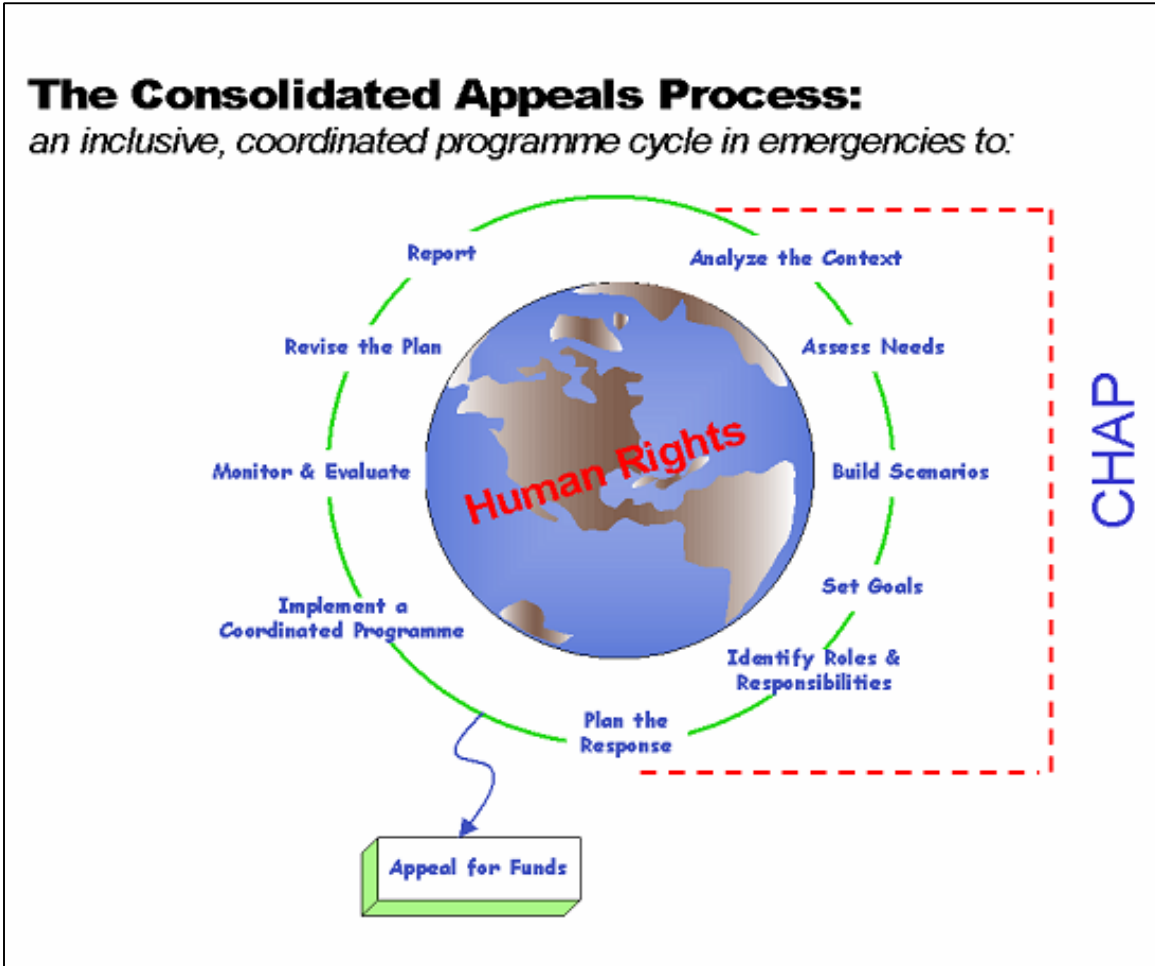 The Consolidated Appeals Process:
an inclusive, coordinated programme cycle in emergencies to:
Report
Analyze the Context
Revise the Plan
Assess Needs
Human Rights
CHAP
Monitor & Evaluate
Build Scenarios
Set Goals
Implement a
Coordinated Programme
Identify Roles &
Responsibilities
Plan the
Response
Appeal for Funds